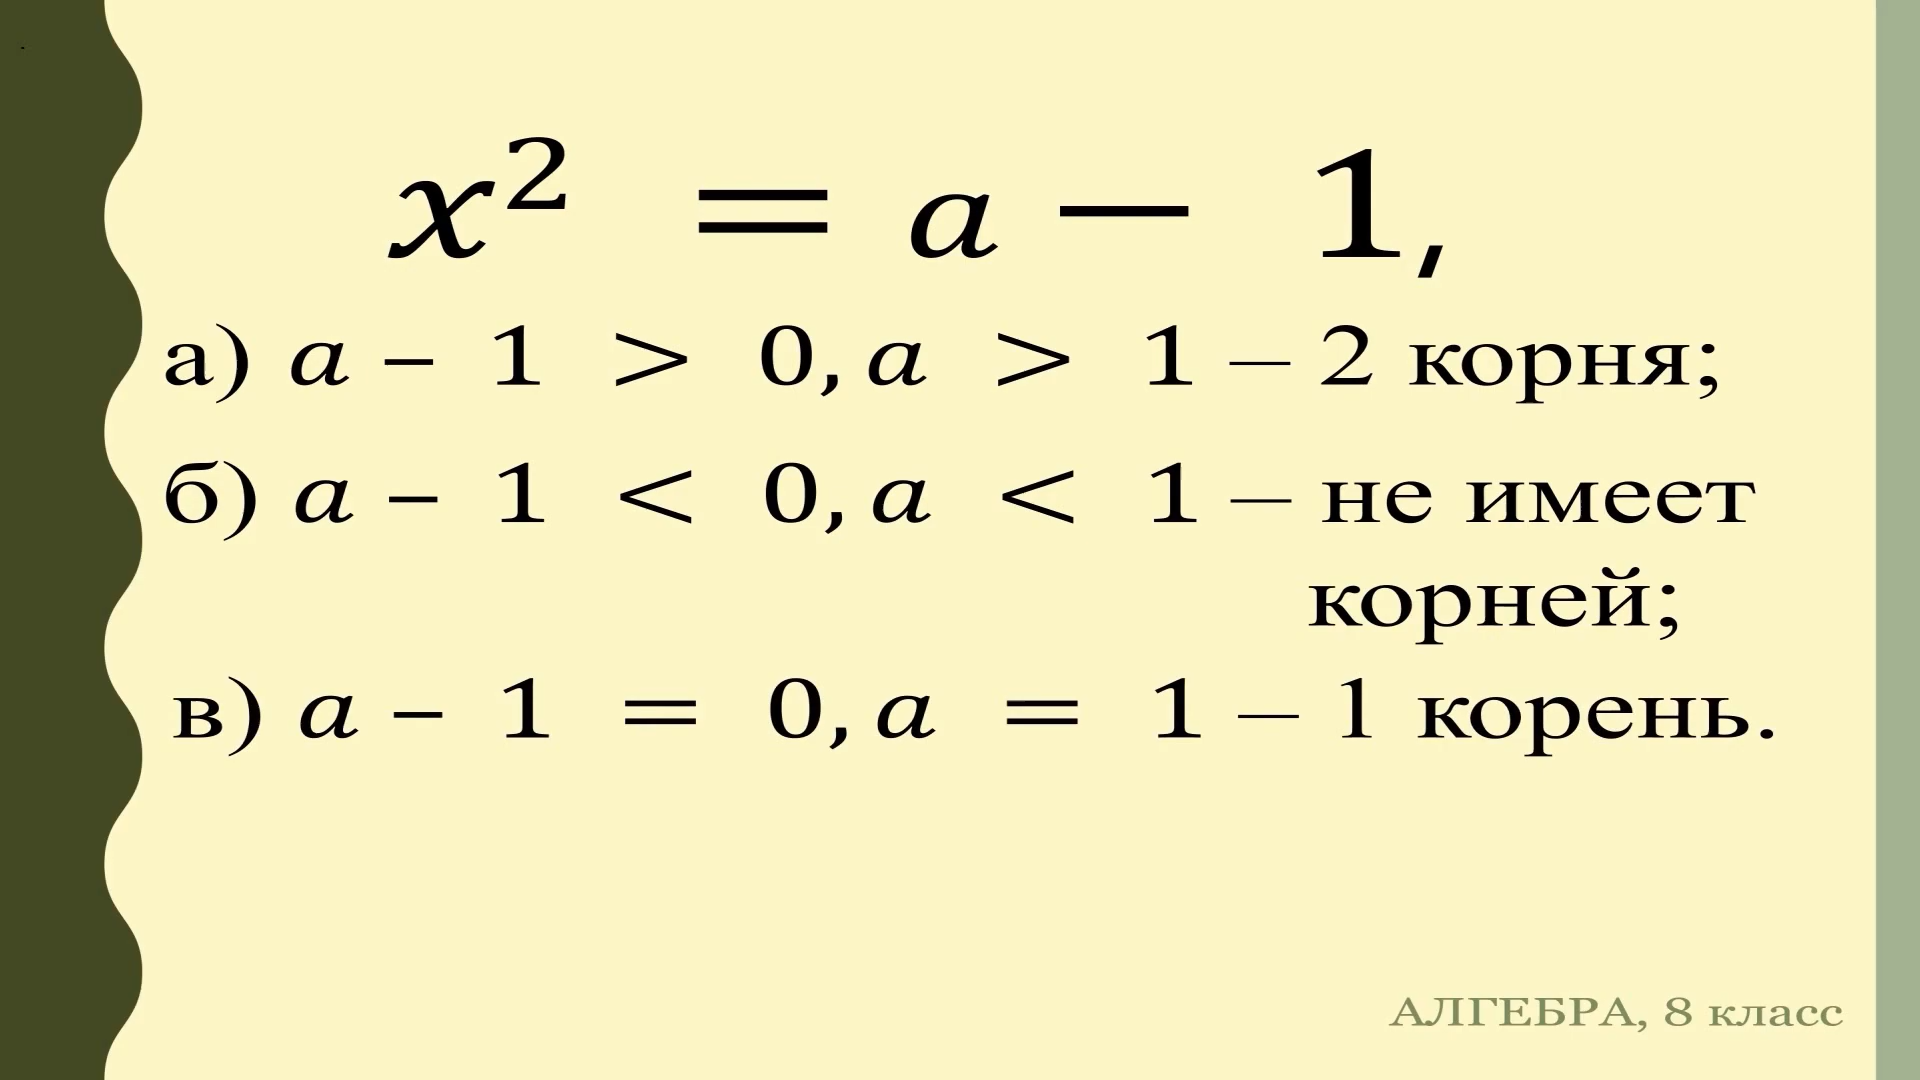 x² = a − 1,
а) a – 1 > 0, a > 1 – 2 корня;
б) a – 1 < 0, a < 1 – не имеет
корней;
в) a – 1 = 0, a = 1 – 1 корень.
АЛГЕБРА, 8 класс